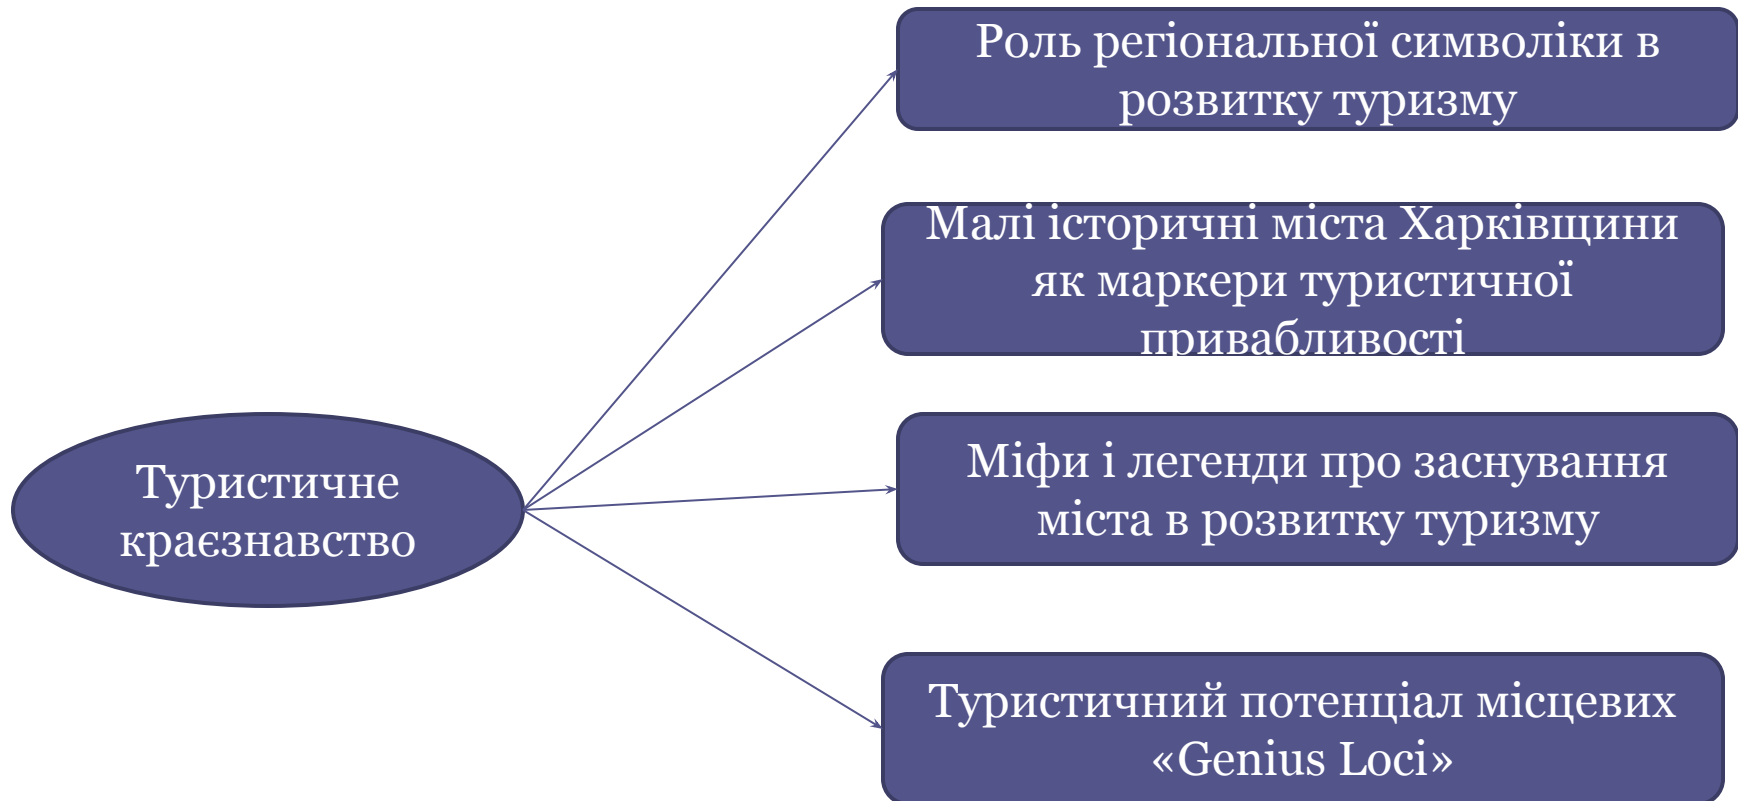 Роль регіональної символіки в
розвитку туризму
Малі історичні міста Харківщини
як маркери туристичної
привабливості
Туристичне
краєзнавство
Міфи і легенди про заснування
міста в розвитку туризму
Туристичний потенціал місцевих
«Genius Loci»